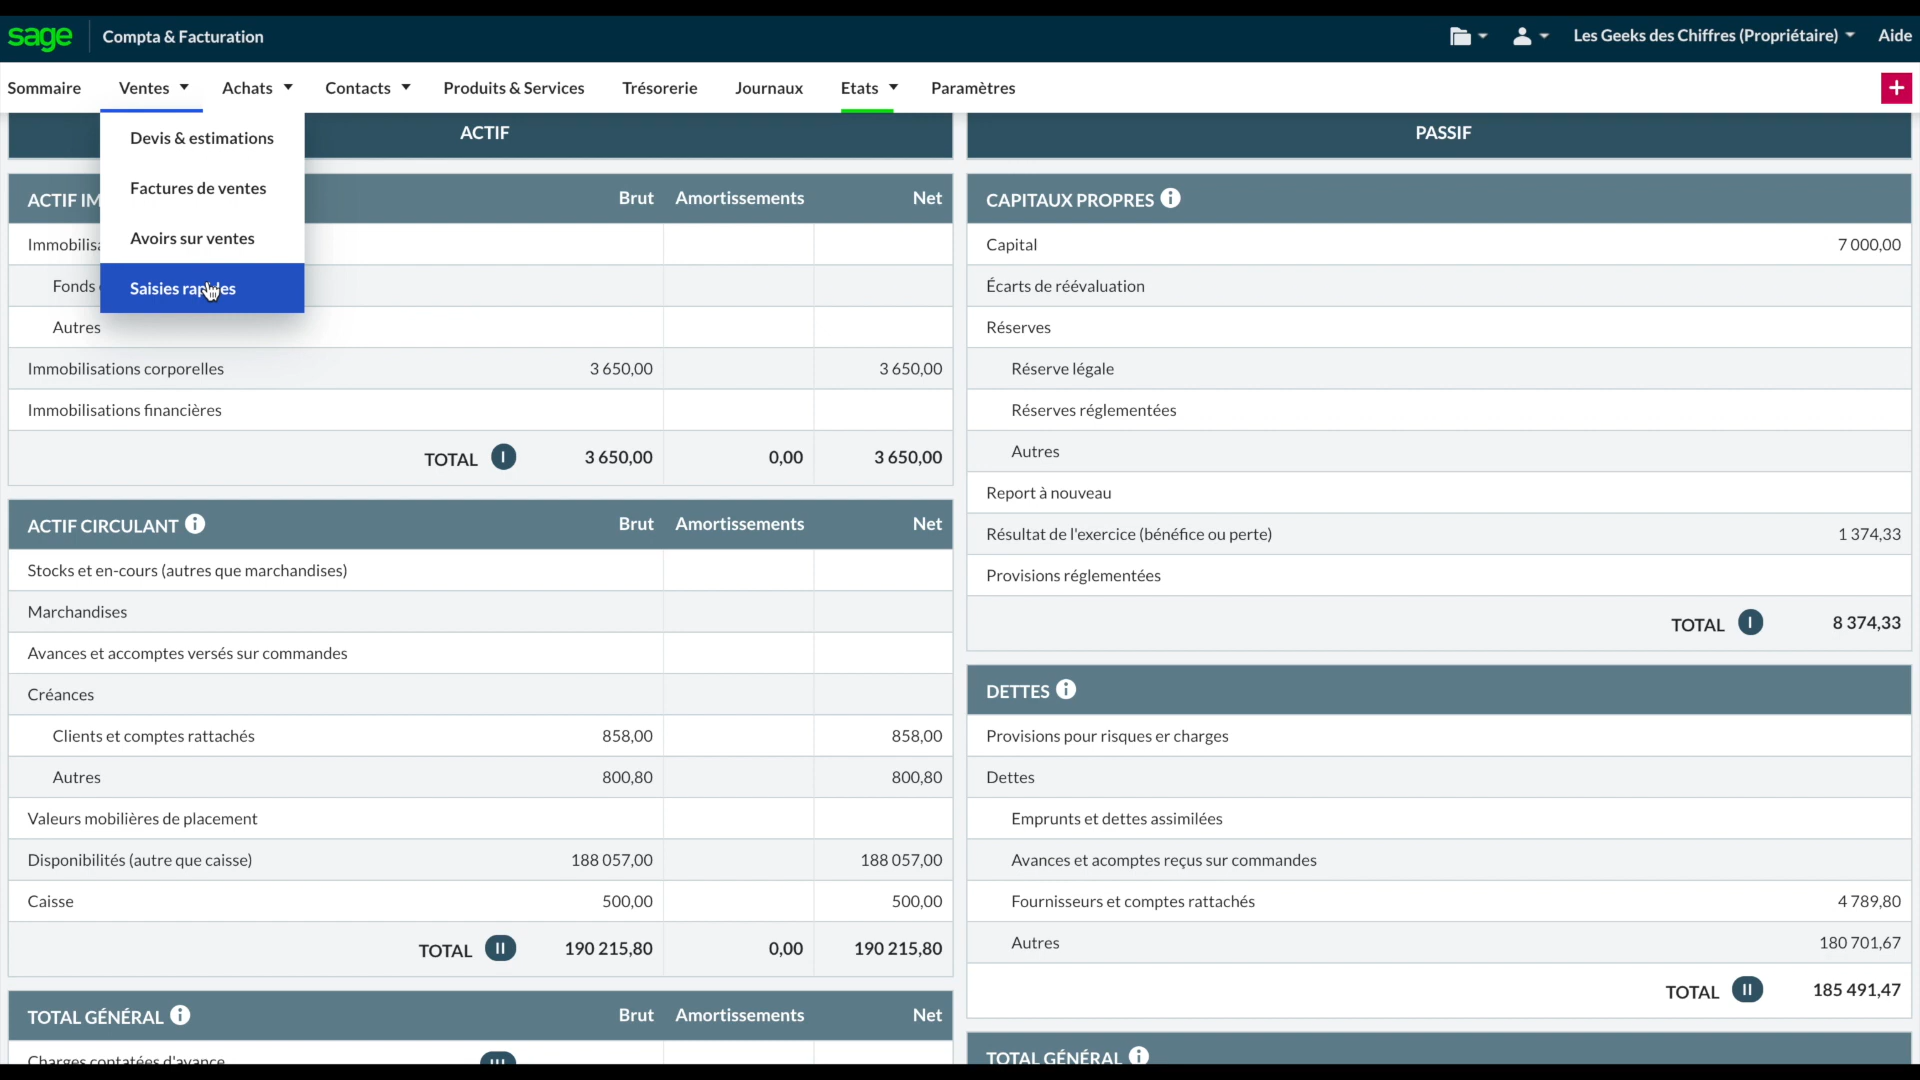 sage Compta & Facturation Les Geeks des Chiffres (Propriétaire) Aide
Sommaire Ventes Achats Contacts Produits & Services Trésorerie Journaux Etats Paramètres +
Devis & estimations
Factures de ventes
Avoirs sur ventes
Saisies rapides
ACTIF
ACTIF IM Brut Amortissements Net
Immobilisa
Fonds
Autres
Immobilisations corporelles 3 650,00 3 650,00
Immobilisations financières
TOTAL I 3 650,00 0,00 3 650,00
ACTIF CIRCULANT i Brut Amortissements Net
Stocks et en-cours (autres que marchandises)
Marchandises
Avances et accomptes versés sur commandes
Créances
Clients et comptes rattachés 858,00 858,00
Autres 800,80 800,80
Valeurs mobilières de placement
Disponibilités (autre que caisse) 188 057,00 188 057,00
Caisse 500,00 500,00
TOTAL II 190 215,80 0,00 190 215,80
TOTAL GÉNÉRAL i Brut Amortissements Net
Charges contatées d'avance III
PASSIF
CAPITAUX PROPRES i
Capital 7 000,00
Écarts de réévaluation
Réserves
Réserve légale
Réserves réglementées
Autres
Report à nouveau
Résultat de l'exercice (bénéfice ou perte) 1 374,33
Provisions réglementées
TOTAL I 8 374,33
DETTES i
Provisions pour risques er charges
Dettes
Emprunts et dettes assimilées
Avances et acomptes reçus sur commandes
Fournisseurs et comptes rattachés 4 789,80
Autres 180 701,67
TOTAL II 185 491,47
TOTAL GÉNÉRAL i